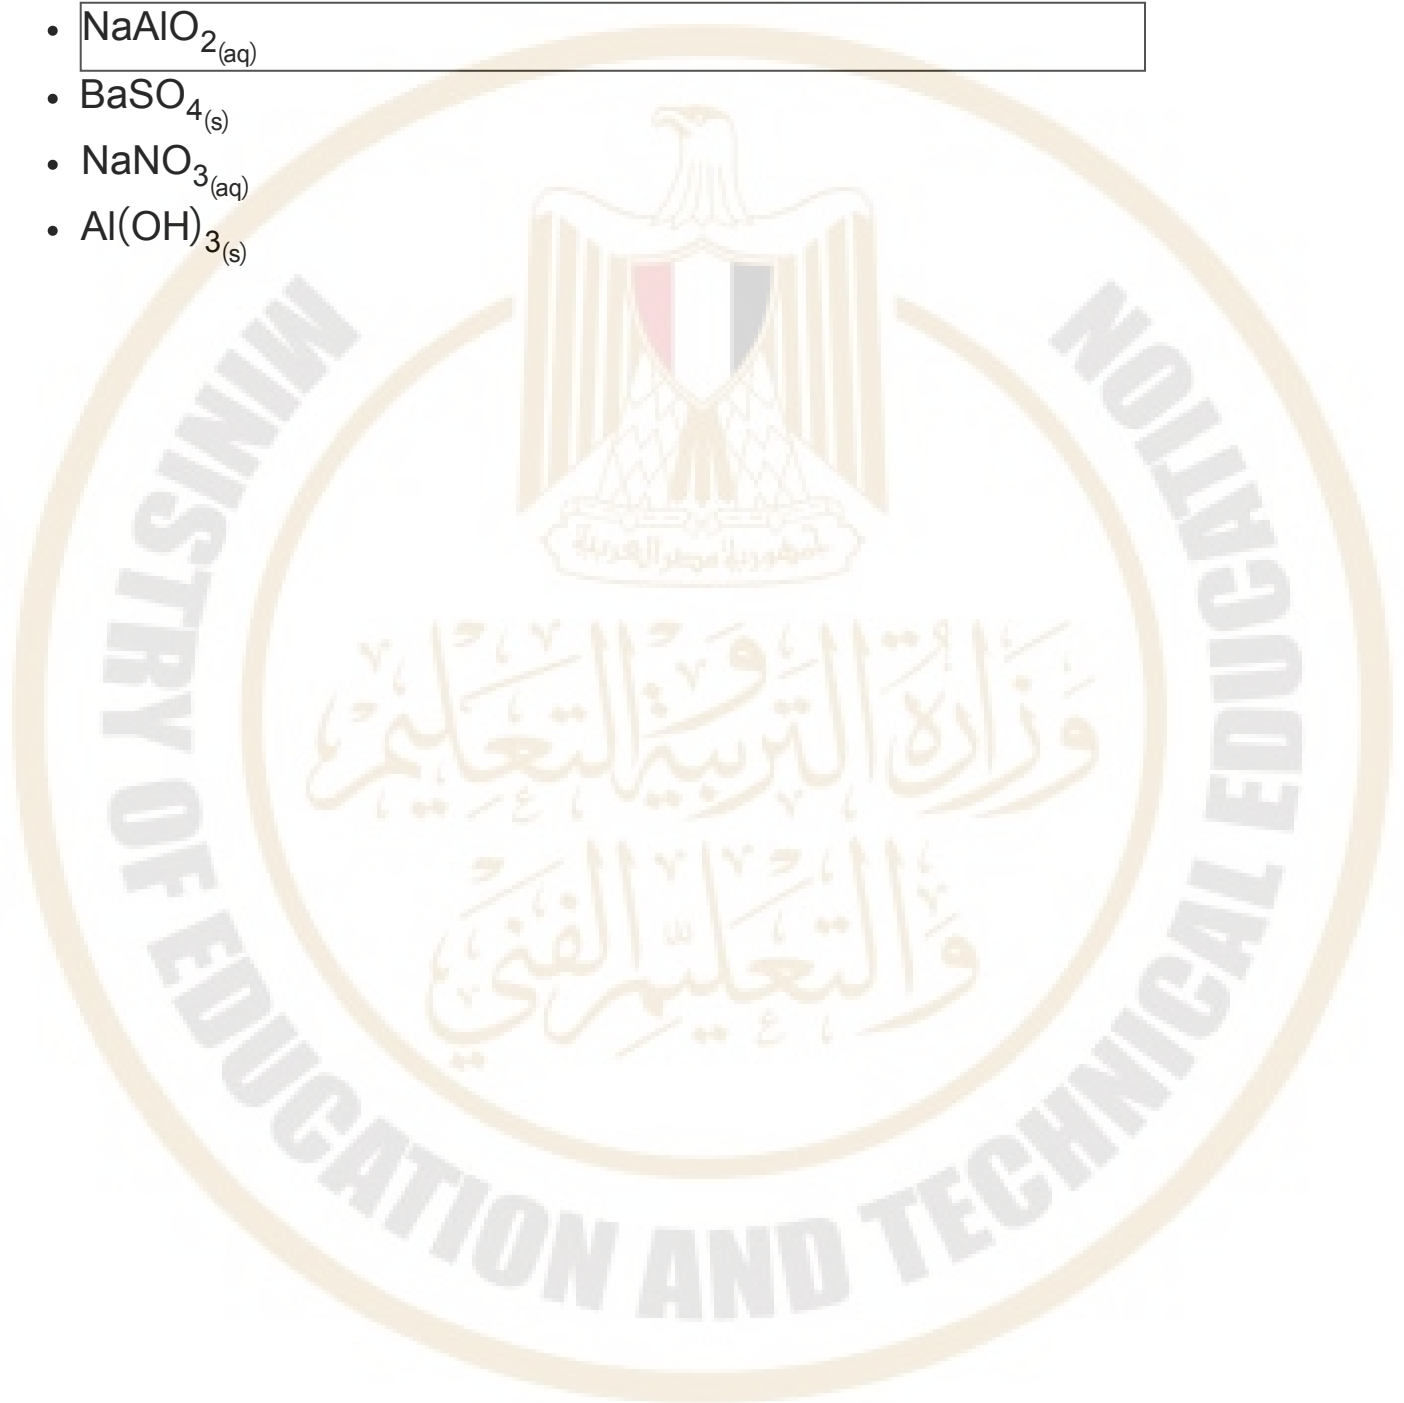 • NaAlO₂₍aq₎
• BaSO₄₍s₎
• NaNO₃₍aq₎
• Al(OH)₃₍s₎
MINISTRY OF EDUCATION AND TECHNICAL EDUCATION
جمهورية مصر العربية
وزارة التربية والتعليم
والتعليم الفني